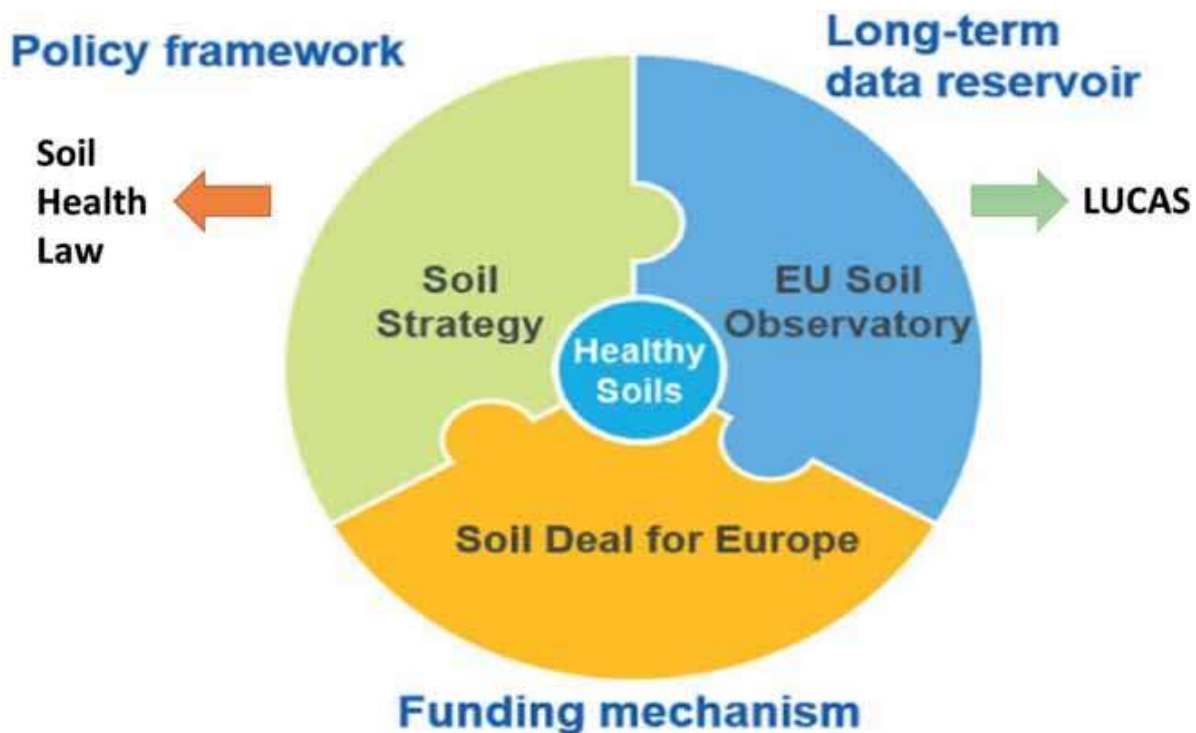 Policy framework
Long-term
data reservoir
Soil
Health
Law
LUCAS
Soil
Strategy
EU Soil
Observatory
Healthy
Soils
Soil Deal for Europe
Funding mechanism